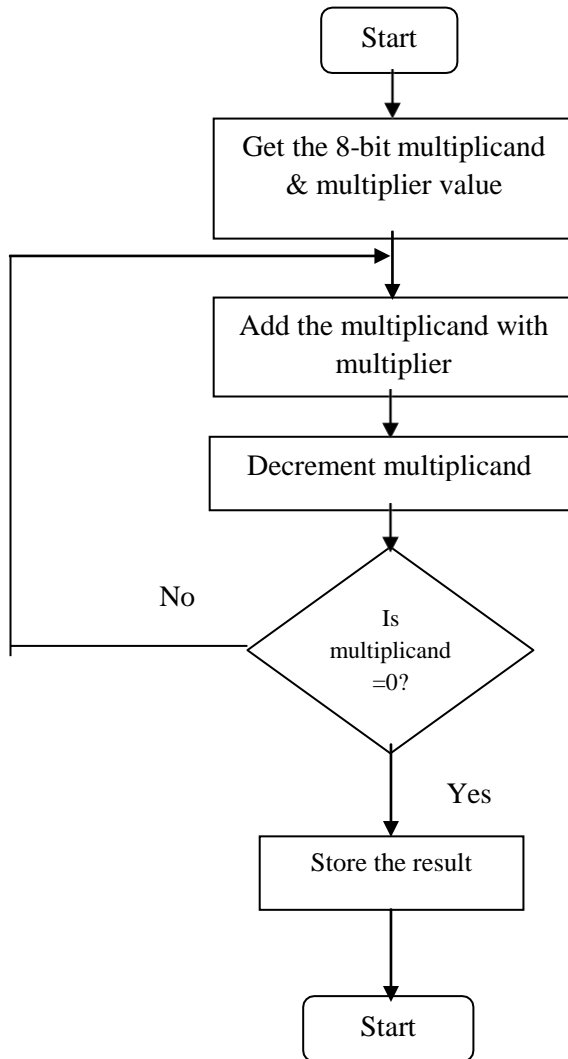 Start
Get the 8-bit multiplicand
& multiplier value
Add the multiplicand with
multiplier
Decrement multiplicand
No
Is
multiplicand
=0?
Yes
Store the result
Start